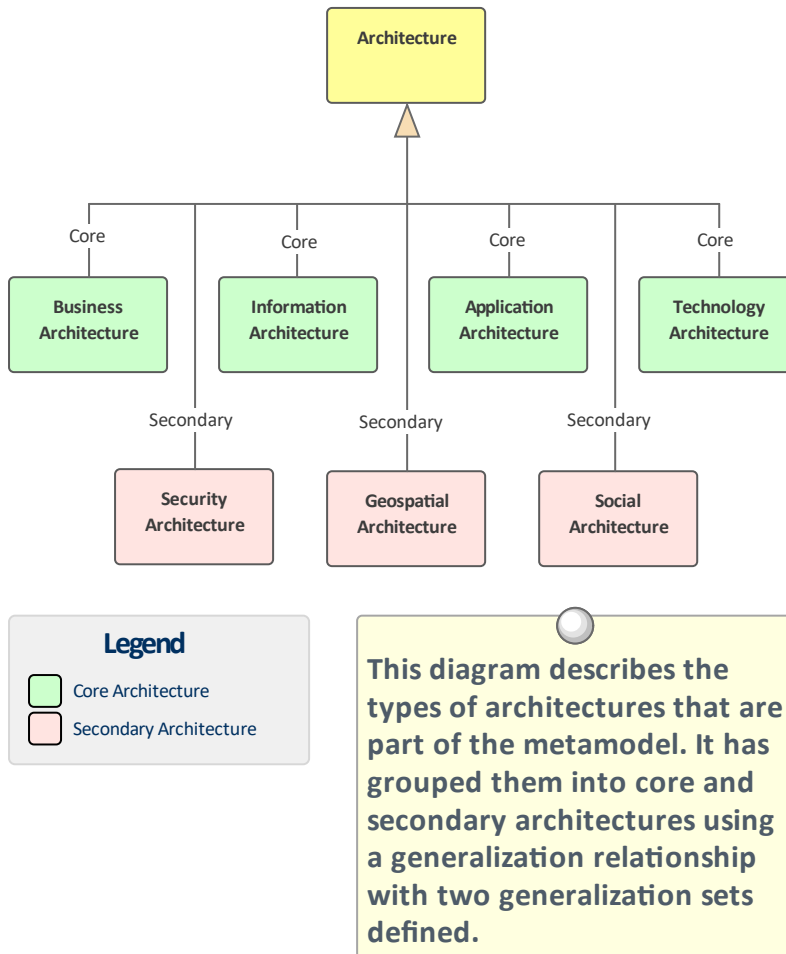 Architecture
Core
Core
Core
Core
Business
Architecture
Information
Architecture
Application
Architecture
Technology
Architecture
Secondary
Secondary
Secondary
Security
Architecture
Geospatial
Architecture
Social
Architecture
Legend
Core Architecture
Secondary Architecture
This diagram describes the
types of architectures that are
part of the metamodel. It has
grouped them into core and
secondary architectures using
a generalization relationship
with two generalization sets
defined.